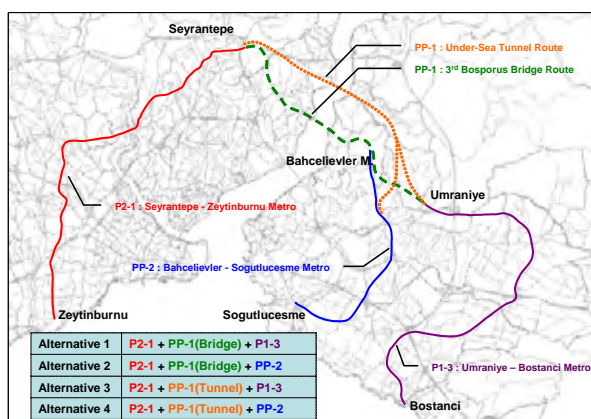 Seyrantepe
PP-1 : Under-Sea Tunnel Route
PP-1 : 3rd Bosporus Bridge Route
Bahcelievler M.
Umraniye
P2-1 : Seyrantepe - Zeytinburnu Metro
PP-2 : Bahcelievler - Sogutlucesme Metro
Zeytinburnu
Sogutlucesme
Alternative 1 P2-1 + PP-1(Bridge) + P1-3
Alternative 2 P2-1 + PP-1(Bridge) + PP-2
Alternative 3 P2-1 + PP-1(Tunnel) + P1-3
Alternative 4 P2-1 + PP-1(Tunnel) + PP-2
P1-3 : Umraniye – Bostanci Metro
Bostanci